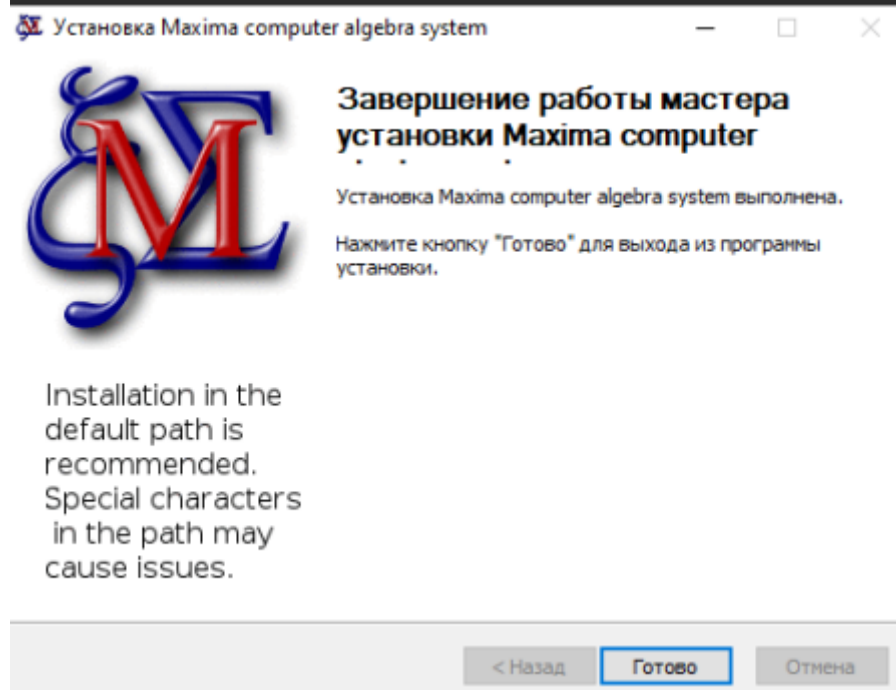 Установка Maxima computer algebra system
Завершение работы мастера
установки Maxima computer
Установка Maxima computer algebra system выполнена.
Нажмите кнопку "Готово" для выхода из программы
установки.
Installation in the
default path is
recommended.
Special characters
in the path may
cause issues.
< Назад
Готово
Отмена